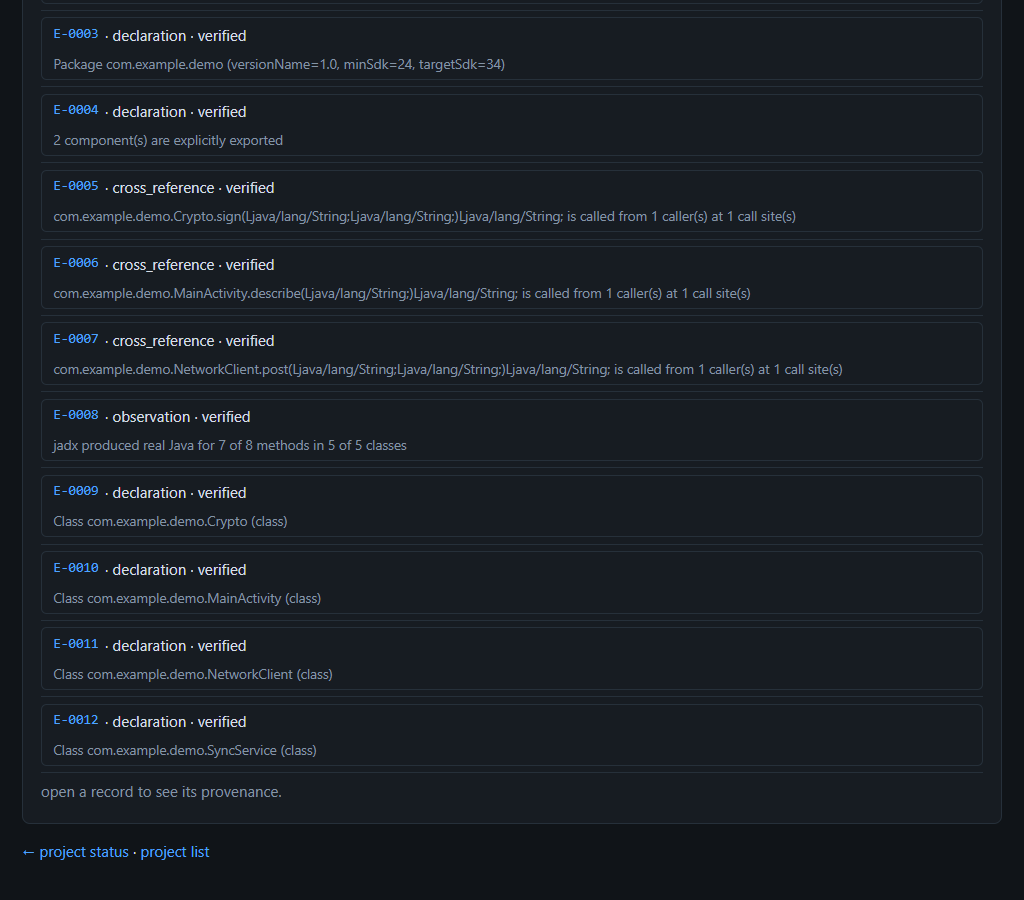 E-0003 · declaration · verified
Package com.example.demo (versionName=1.0, minSdk=24, targetSdk=34)
E-0004 · declaration · verified
2 component(s) are explicitly exported
E-0005 · cross_reference · verified
com.example.demo.Crypto.sign(Ljava/lang/String;Ljava/lang/String;)Ljava/lang/String; is called from 1 caller(s) at 1 call site(s)
E-0006 · cross_reference · verified
com.example.demo.MainActivity.describe(Ljava/lang/String;)Ljava/lang/String; is called from 1 caller(s) at 1 call site(s)
E-0007 · cross_reference · verified
com.example.demo.NetworkClient.post(Ljava/lang/String;Ljava/lang/String;)Ljava/lang/String; is called from 1 caller(s) at 1 call site(s)
E-0008 · observation · verified
jadx produced real Java for 7 of 8 methods in 5 of 5 classes
E-0009 · declaration · verified
Class com.example.demo.Crypto (class)
E-0010 · declaration · verified
Class com.example.demo.MainActivity (class)
E-0011 · declaration · verified
Class com.example.demo.NetworkClient (class)
E-0012 · declaration · verified
Class com.example.demo.SyncService (class)
open a record to see its provenance.
← project status · project list